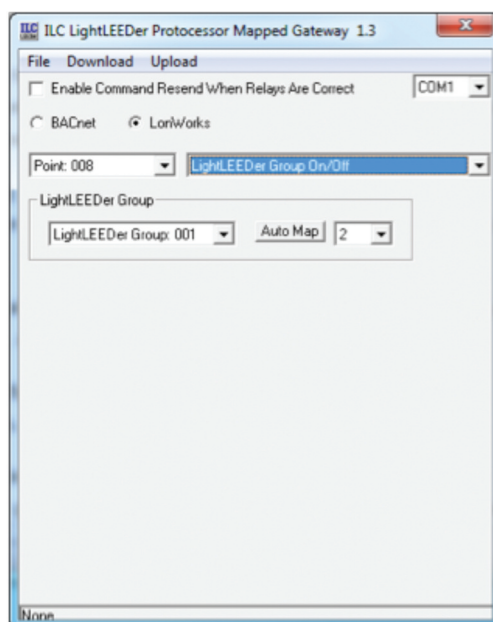 ILC ILC LightLEEDer Protocessor Mapped Gateway 1.3
File Download Upload
Enable Command Resend When Relays Are Correct COM1
BACnet LonWorks
Point: 008 LightLEEDer Group On/Off
LightLEEDer Group
LightLEEDer Group: 001 Auto Map 2
None